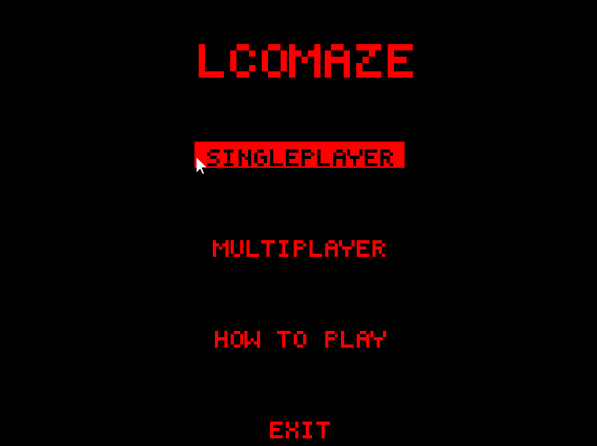 LCOMAZE
SINGLEPLAYER
MULTIPLAYER
HOW TO PLAY
EXIT